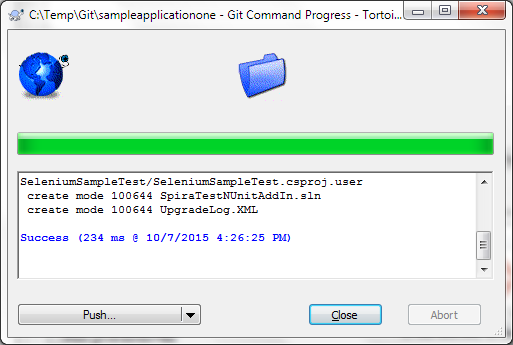 C:\Temp\Git\sampleapplicationone - Git Command Progress - Tortoi...
SeleniumSampleTest/SeleniumSampleTest.csproj.user
create mode 100644 SpiraTestNUnitAddIn.sln
create mode 100644 UpgradeLog.XML
Success (234 ms @ 10/7/2015 4:26:25 PM)
Push...
Close
Abort